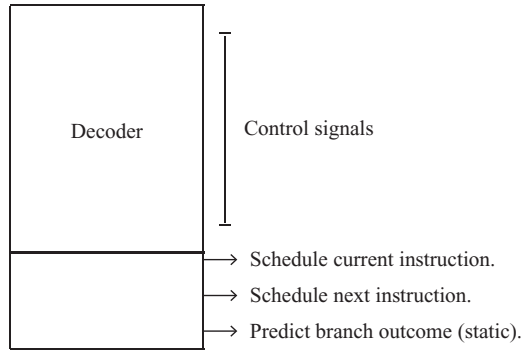 Decoder
Control signals
Schedule current instruction.
Schedule next instruction.
Predict branch outcome (static).